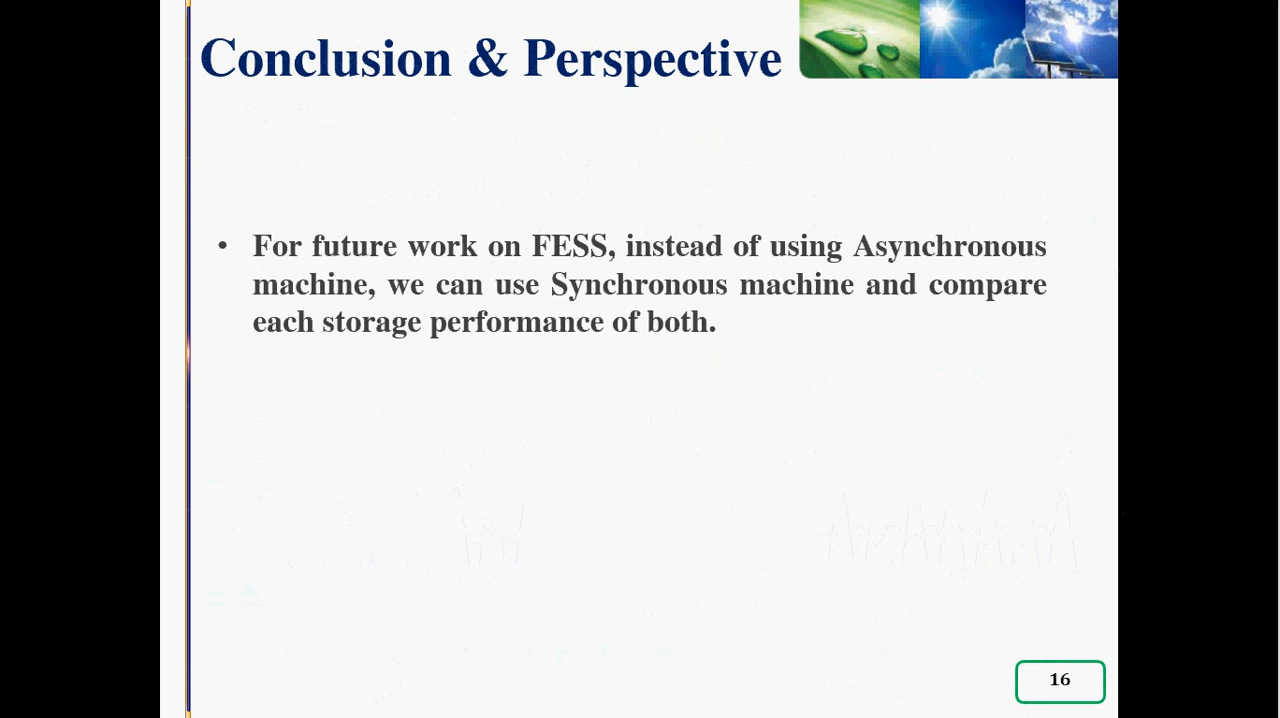 Conclusion & Perspective
• For future work on FESS, instead of using Asynchronous
machine, we can use Synchronous machine and compare
each storage performance of both.
16